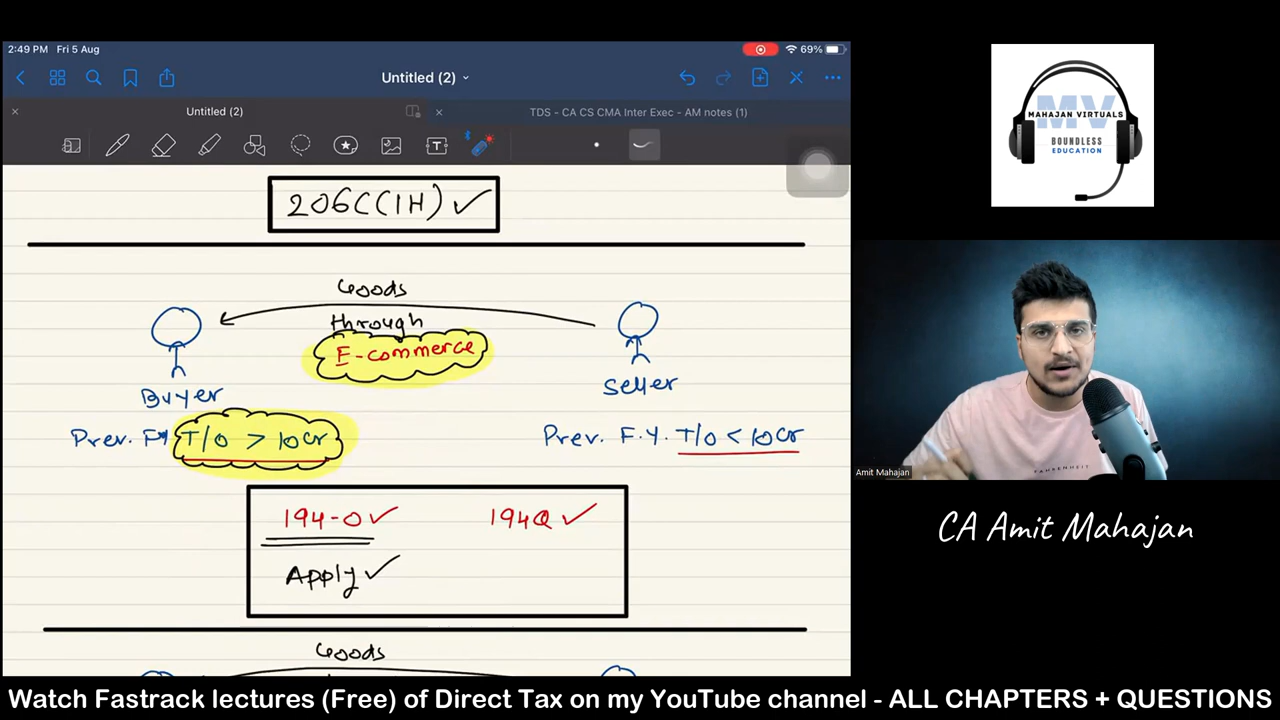 2:49 PM Fri 5 Aug
69%
Untitled (2)
Untitled (2)
TDS - CA CS CMA Inter Exec - AM notes (1)
T
206C(1H) ✓
Goods
through
E-commerce
Buyer
Seller
Prev. F.Y. T/O > 10Cr
Prev. F.Y. T/O < 10Cr
194-O ✓
194Q ✓
Apply ✓
Goods
MV
MAHAJAN VIRTUALS
BOUNDLESS
EDUCATION
FAHRENHEIT
Amit Mahajan
CA Amit Mahajan
Watch Fastrack lectures (Free) of Direct Tax on my YouTube channel - ALL CHAPTERS + QUESTIONS